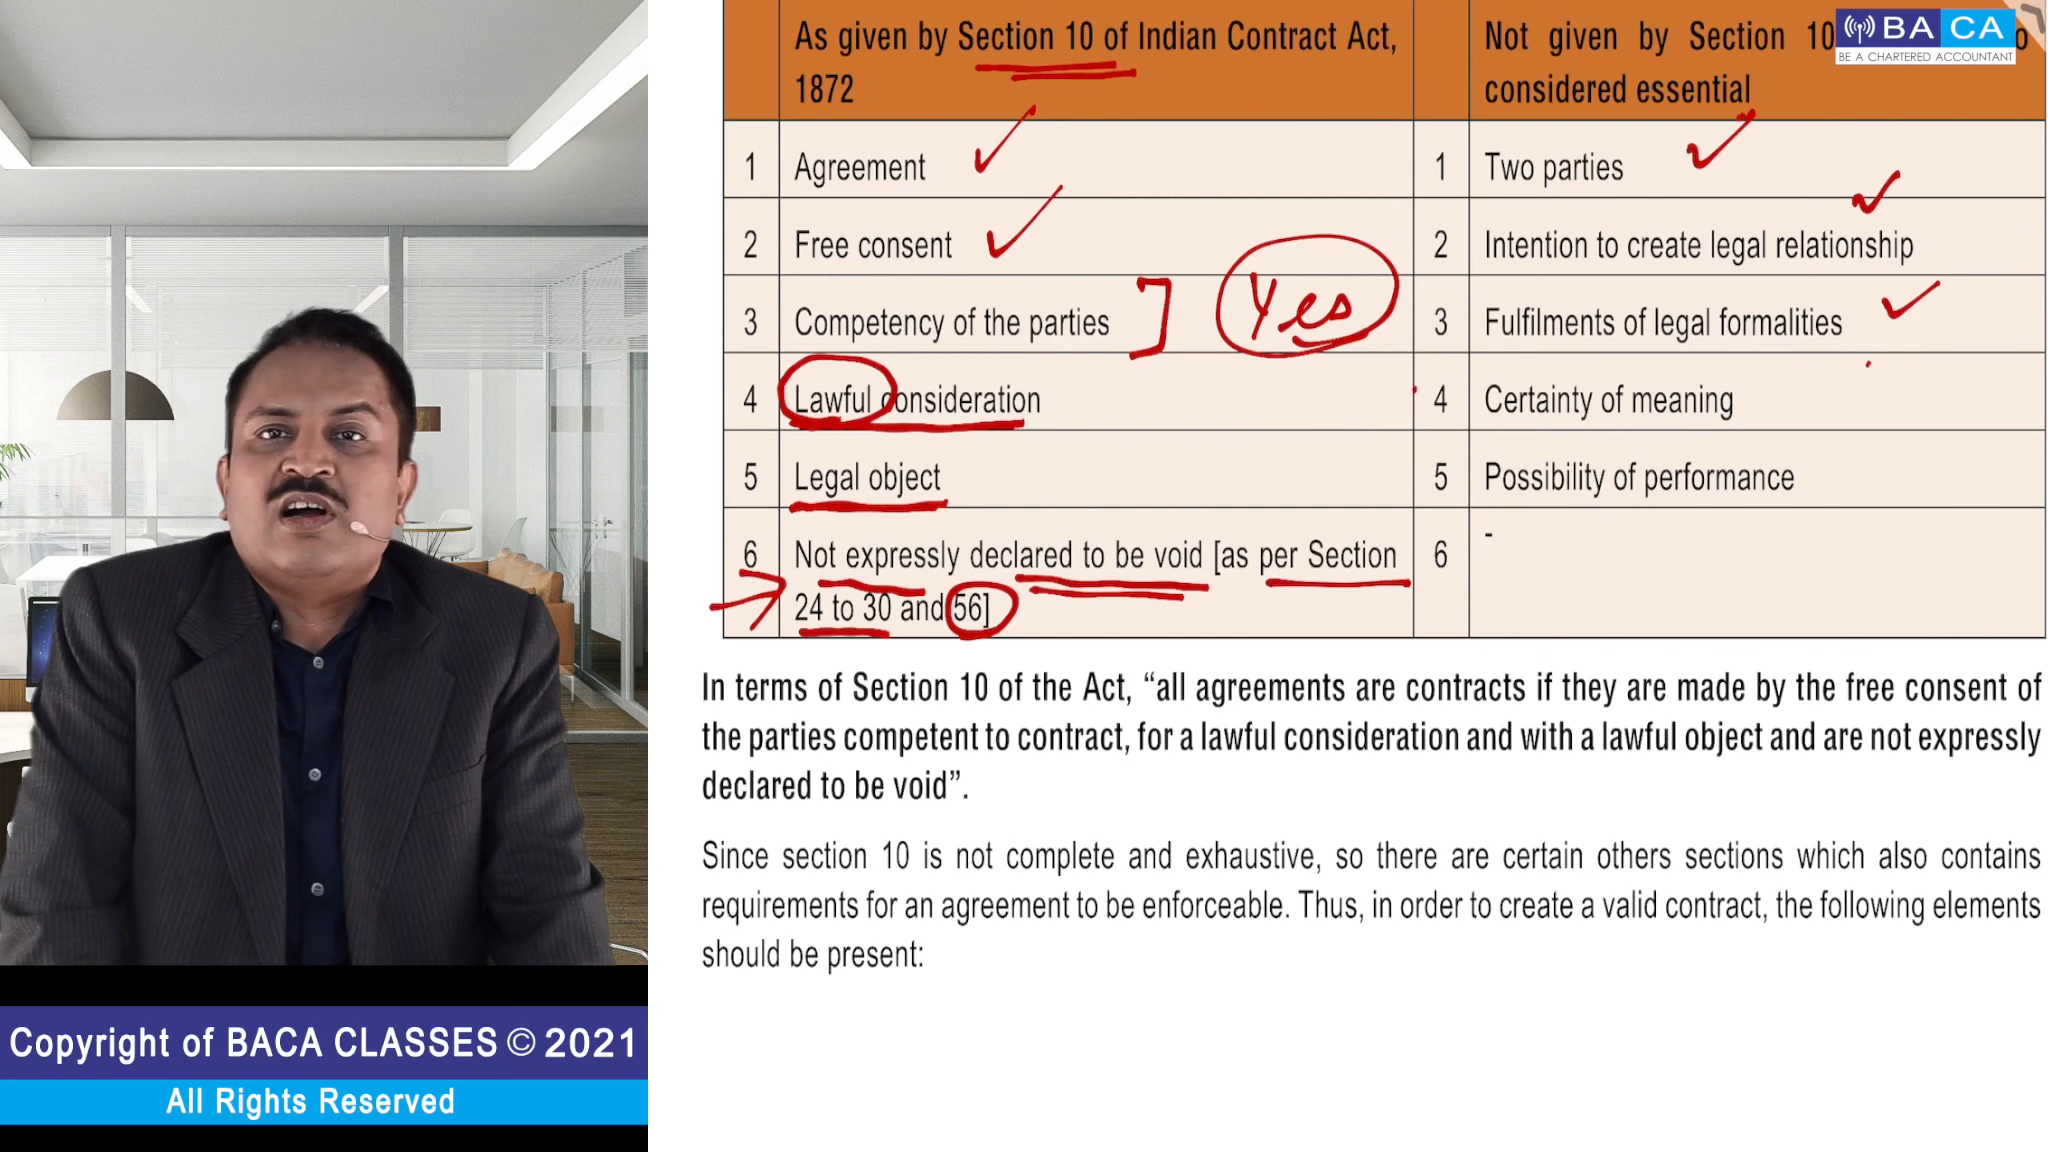 As given by Section 10 of Indian Contract Act,
1872
Not given by Section 10
considered essential
BA CA
BE A CHARTERED ACCOUNTANT
1 Agreement
1 Two parties
2 Free consent
2 Intention to create legal relationship
3 Competency of the parties
Yes
3 Fulfilments of legal formalities
4 Lawful consideration
4 Certainty of meaning
5 Legal object
5 Possibility of performance
6 Not expressly declared to be void [as per Section
24 to 30 and 56]
6 -
In terms of Section 10 of the Act, “all agreements are contracts if they are made by the free consent of
the parties competent to contract, for a lawful consideration and with a lawful object and are not expressly
declared to be void”.
Since section 10 is not complete and exhaustive, so there are certain others sections which also contains
requirements for an agreement to be enforceable. Thus, in order to create a valid contract, the following elements
should be present:
Copyright of BACA CLASSES © 2021
All Rights Reserved